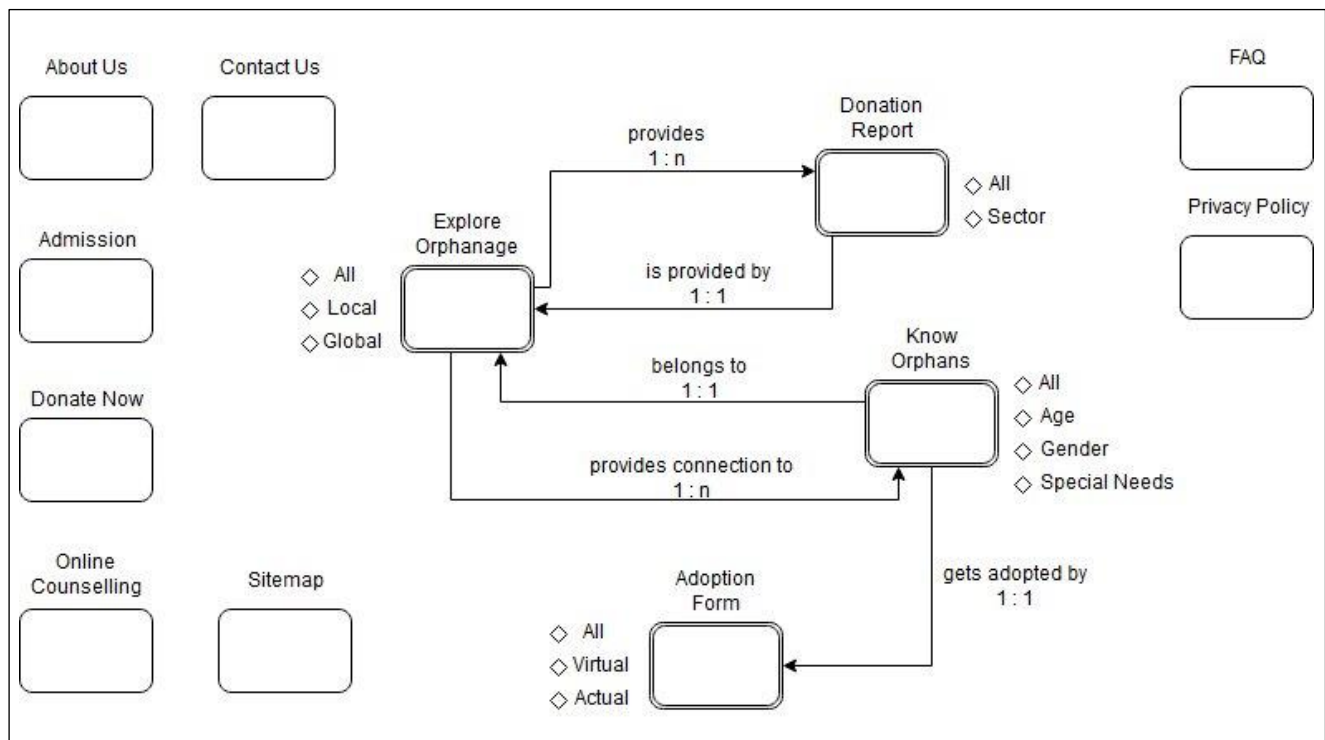 About Us
Contact Us
FAQ
Donation
Report
provides
1 : n
All
Sector
Privacy Policy
Admission
Explore
Orphanage
All
Local
Global
is provided by
1 : 1
Know
Orphans
belongs to
1 : 1
All
Age
Gender
Special Needs
Donate Now
provides connection to
1 : n
Online
Counselling
Sitemap
Adoption
Form
gets adopted by
1 : 1
All
Virtual
Actual